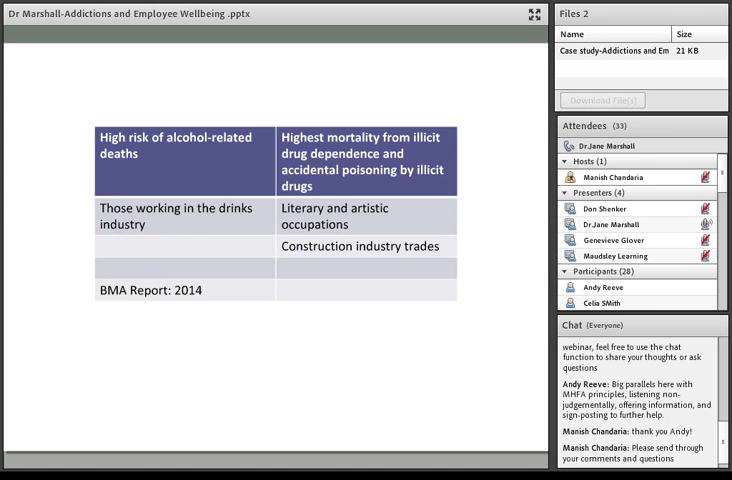 Dr Marshall-Addictions and Employee Wellbeing .pptx
High risk of alcohol-related
deaths
Highest mortality from illicit
drug dependence and
accidental poisoning by illicit
drugs
Those working in the drinks
industry
Literary and artistic
occupations
Construction industry trades
BMA Report: 2014
Files 2
Name Size
Case study-Addictions and Em 21 KB
Download File(s)
Attendees (33)
Dr.Jane Marshall
Hosts (1)
Manish Chandaria
Presenters (4)
Don Shenker
Dr.Jane Marshall
Genevieve Glover
Maudsley Learning
Participants (28)
Andy Reeve
Celia SMith
Chat (Everyone)
webinar, feel free to use the chat
function to share your thoughts or ask
questions
Andy Reeve: Big parallels here with
MHFA principles, listening non-
judgementally, offering information, and
sign-posting to further help.
Manish Chandaria: thank you Andy!
Manish Chandaria: Please send through
your comments and questions